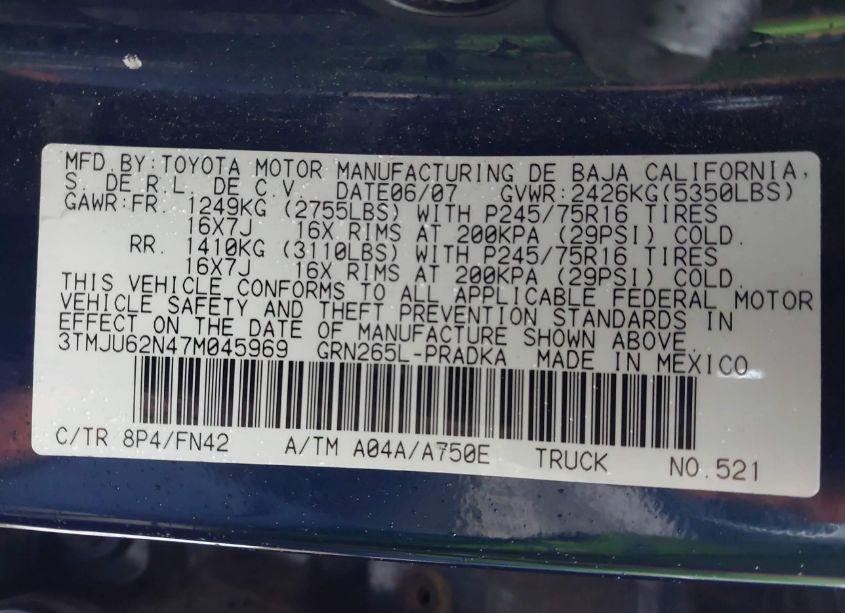 MFD. BY: TOYOTA MOTOR MANUFACTURING DE BAJA CALIFORNIA,
S. DE R.L. DE C.V. DATE06/07 GVWR:2426KG(5350LBS)
GAWR:FR. 1249KG (2755LBS) WITH P245/75R16 TIRES
16X7J 16X RIMS AT 200KPA (29PSI) COLD.
RR. 1410KG (3110LBS) WITH P245/75R16 TIRES
16X7J 16X RIMS AT 200KPA (29PSI) COLD.
THIS VEHICLE CONFORMS TO ALL APPLICABLE FEDERAL MOTOR
VEHICLE SAFETY AND THEFT PREVENTION STANDARDS IN
EFFECT ON THE DATE OF MANUFACTURE SHOWN ABOVE.
3TMJU62N47M045969 GRN265L-PRADKA MADE IN MEXICO
C/TR 8P4/FN42 A/TM A04A/A750E TRUCK NO.521